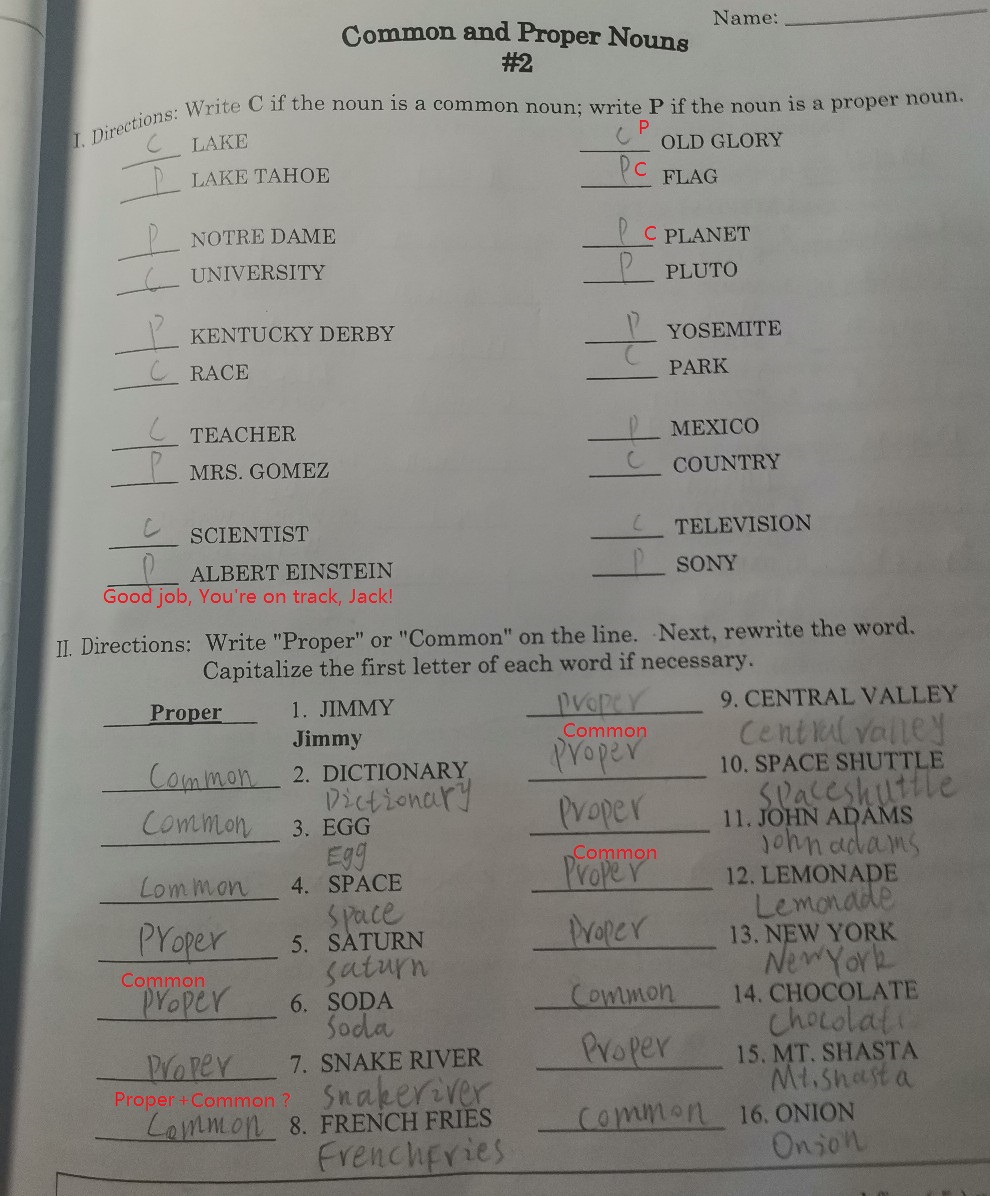 Name:
Common and Proper Nouns
#2
I. Directions: Write C if the noun is a common noun; write P if the noun is a proper noun.
C LAKE
P LAKE TAHOE
P NOTRE DAME
C UNIVERSITY
P KENTUCKY DERBY
C RACE
C TEACHER
P MRS. GOMEZ
C SCIENTIST
P ALBERT EINSTEIN
Good job, You're on track, Jack!
C P OLD GLORY
P C FLAG
P C PLANET
P PLUTO
P YOSEMITE
C PARK
P MEXICO
C COUNTRY
C TELEVISION
P SONY
II. Directions: Write "Proper" or "Common" on the line. Next, rewrite the word.
Capitalize the first letter of each word if necessary.
Proper 1. JIMMY
Jimmy
Common 2. DICTIONARY
Dictionary
Common 3. EGG
Egg
Common 4. SPACE
space
Proper 5. SATURN
saturn
Common
Proper 6. SODA
Soda
Proper 7. SNAKE RIVER
snakeriver
Proper+Common ?
Common 8. FRENCH FRIES
Frenchfries
Proper 9. CENTRAL VALLEY
Central valley
Common
Proper 10. SPACE SHUTTLE
spaceshuttle
Proper 11. JOHN ADAMS
John adams
Common
Proper 12. LEMONADE
Lemonade
Proper 13. NEW YORK
NewYork
Common 14. CHOCOLATE
Proper 15. MT. SHASTA
Mt.shasta
Common 16. ONION
Onion